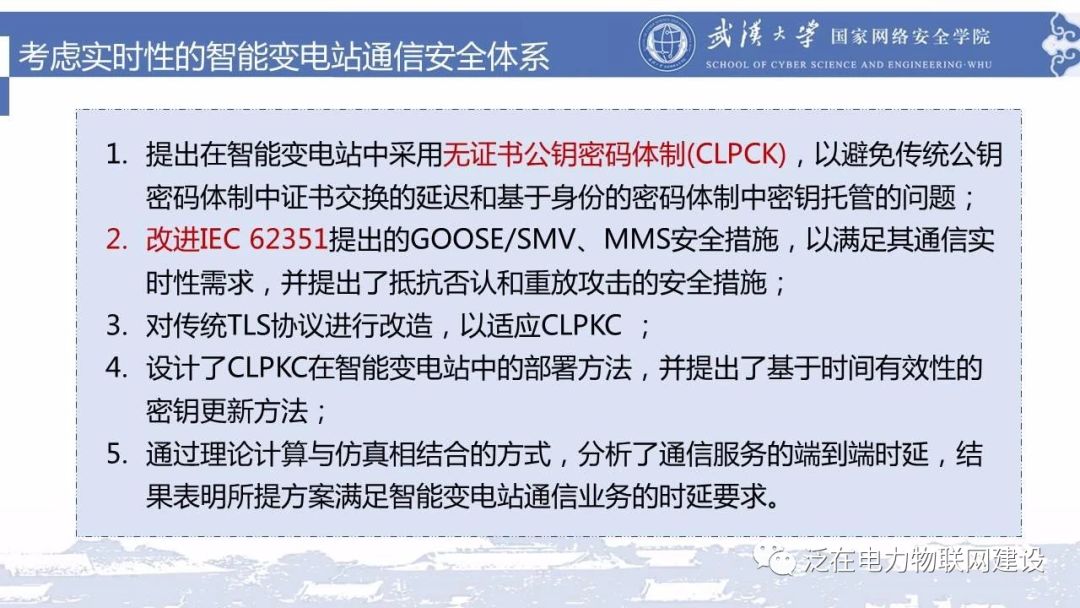 考虑实时性的智能变电站通信安全体系
武汉大学 国家网络安全学院
SCHOOL OF CYBER SCIENCE AND ENGINEERING·WHU
1. 提出在智能变电站中采用无证书公钥密码体制(CLPCK)，以避免传统公钥
密码体制中证书交换的延迟和基于身份的密码体制中密钥托管的问题；
2. 改进IEC 62351提出的GOOSE/SMV、MMS安全措施，以满足其通信实
时性需求，并提出了抵抗否认和重放攻击的安全措施；
3. 对传统TLS协议进行改造，以适应CLPKC ；
4. 设计了CLPKC在智能变电站中的部署方法，并提出了基于时间有效性的
密钥更新方法；
5. 通过理论计算与仿真相结合的方式，分析了通信服务的端到端时延，结
果表明所提方案满足智能变电站通信业务的时延要求。
泛在电力物联网建设